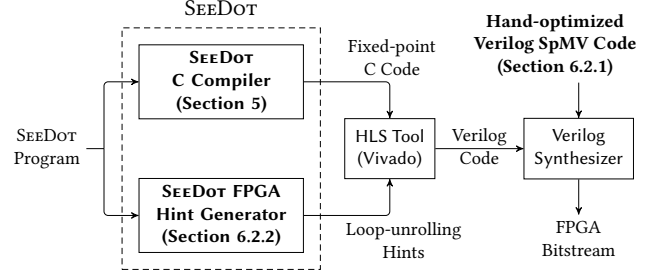 SEEDOT
SEEDOT
C Compiler
(Section 5)
Fixed-point
C Code
Hand-optimized
Verilog SpMV Code
(Section 6.2.1)
SEEDOT
Program
HLS Tool
(Vivado)
Verilog
Code
Verilog
Synthesizer
SEEDOT FPGA
Hint Generator
(Section 6.2.2)
Loop-unrolling
Hints
FPGA
Bitstream